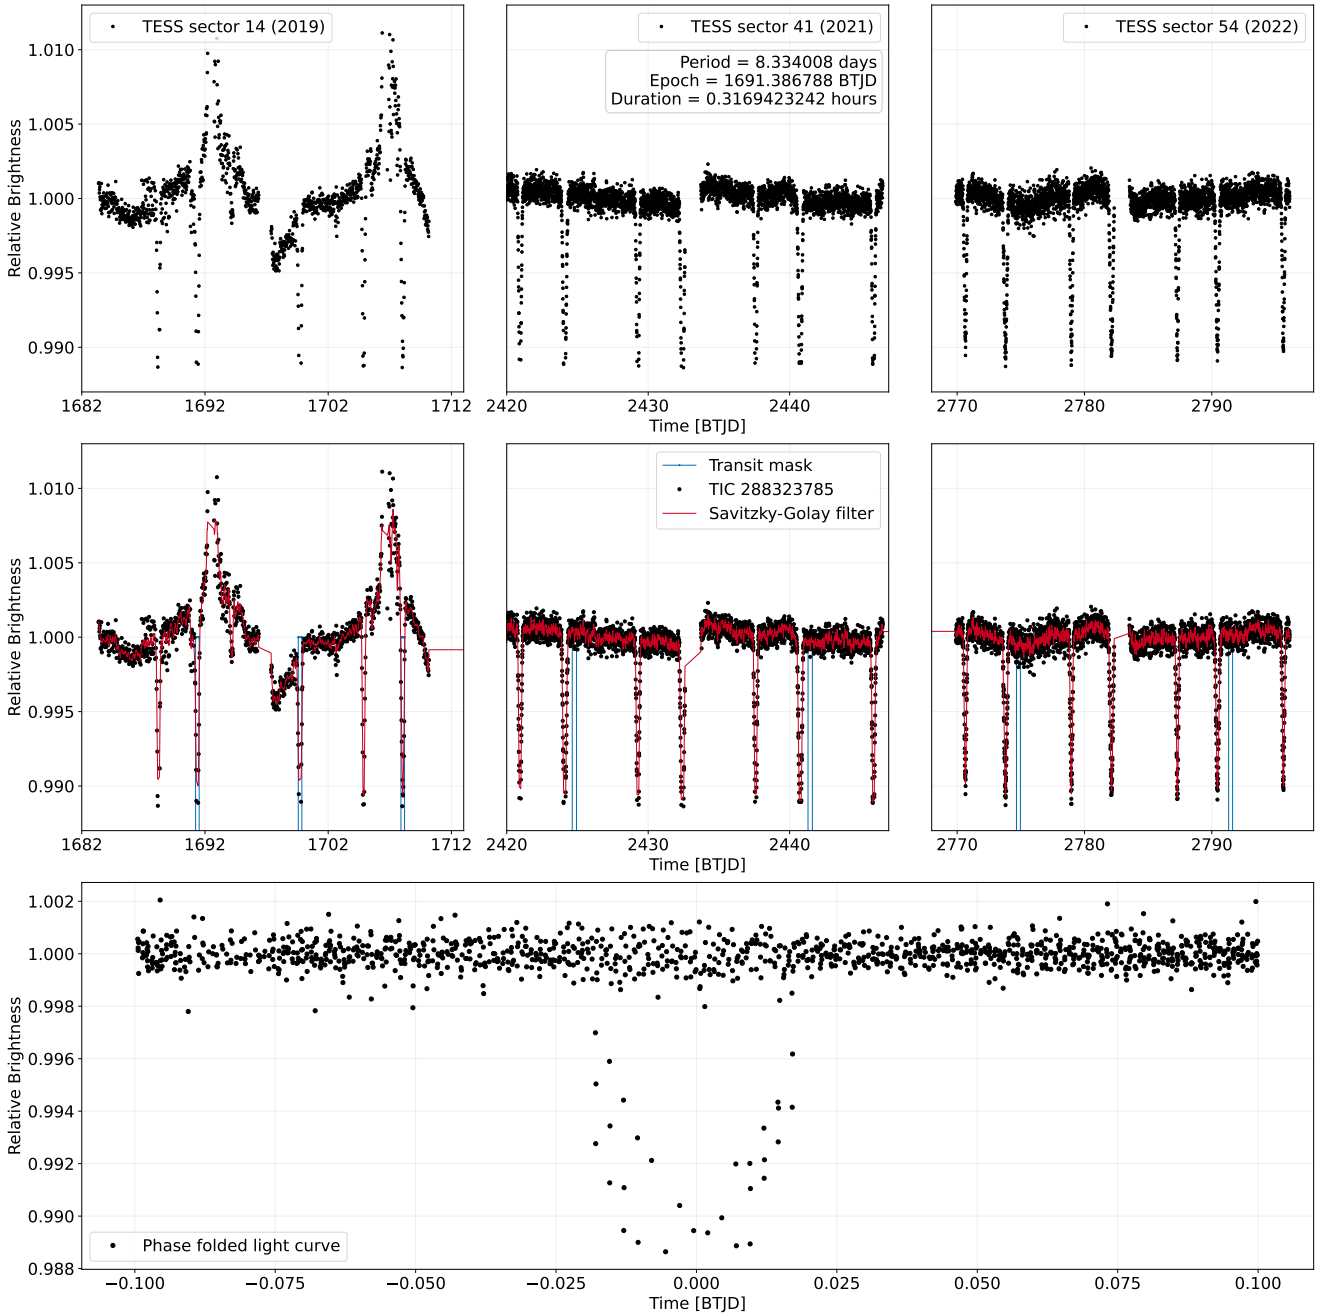 TESS sector 14 (2019)
TESS sector 41 (2021)
TESS sector 54 (2022)
Period = 8.334008 days
Epoch = 1691.386788 BTJD
Duration = 0.3169423242 hours
Relative Brightness
1.010
1.005
1.000
0.995
0.990
1682
1692
1702
1712
2420
2430
2440
2770
2780
2790
Time [BTJD]
Transit mask
TIC 288323785
Savitzky-Golay filter
Relative Brightness
1.010
1.005
1.000
0.995
0.990
1682
1692
1702
1712
2420
2430
2440
2770
2780
2790
Time [BTJD]
Relative Brightness
1.002
1.000
0.998
0.996
0.994
0.992
0.990
0.988
Phase folded light curve
−0.100
−0.075
−0.050
−0.025
0.000
0.025
0.050
0.075
0.100
Time [BTJD]